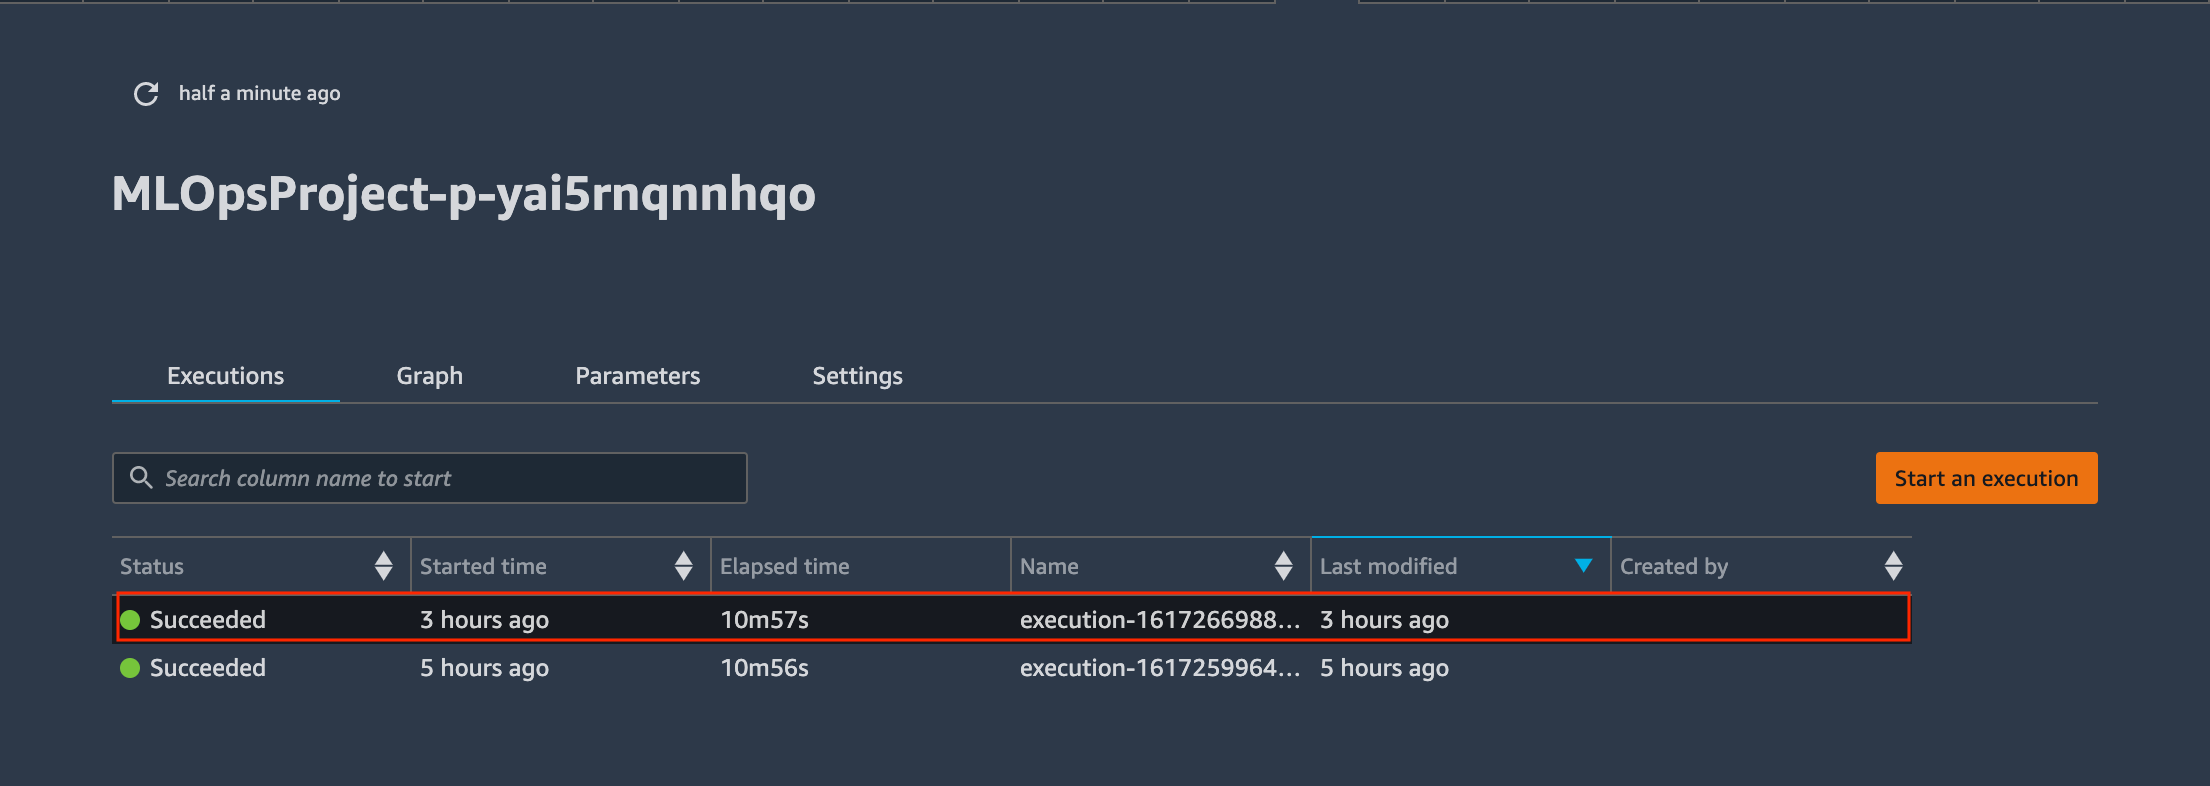 half a minute ago
MLOpsProject-p-yai5rnqnnhqo
Executions Graph Parameters Settings
Search column name to start
Start an execution
Status Started time Elapsed time Name Last modified Created by
Succeeded 3 hours ago 10m57s execution-1617266988... 3 hours ago
Succeeded 5 hours ago 10m56s execution-1617259964... 5 hours ago